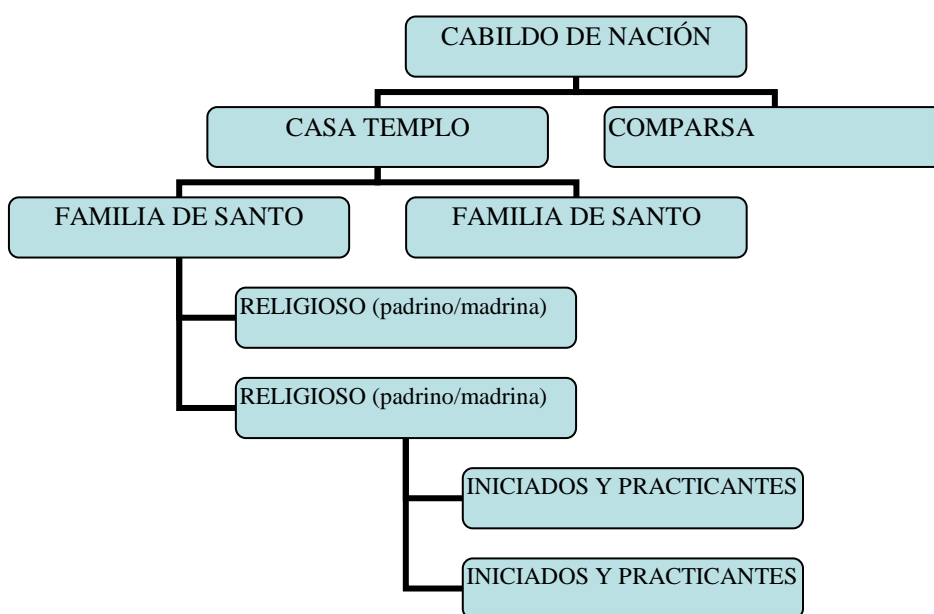 CABILDO DE NACIÓN
CASA TEMPLO
COMPARSA
FAMILIA DE SANTO
FAMILIA DE SANTO
RELIGIOSO (padrino/madrina)
RELIGIOSO (padrino/madrina)
INICIADOS Y PRACTICANTES
INICIADOS Y PRACTICANTES